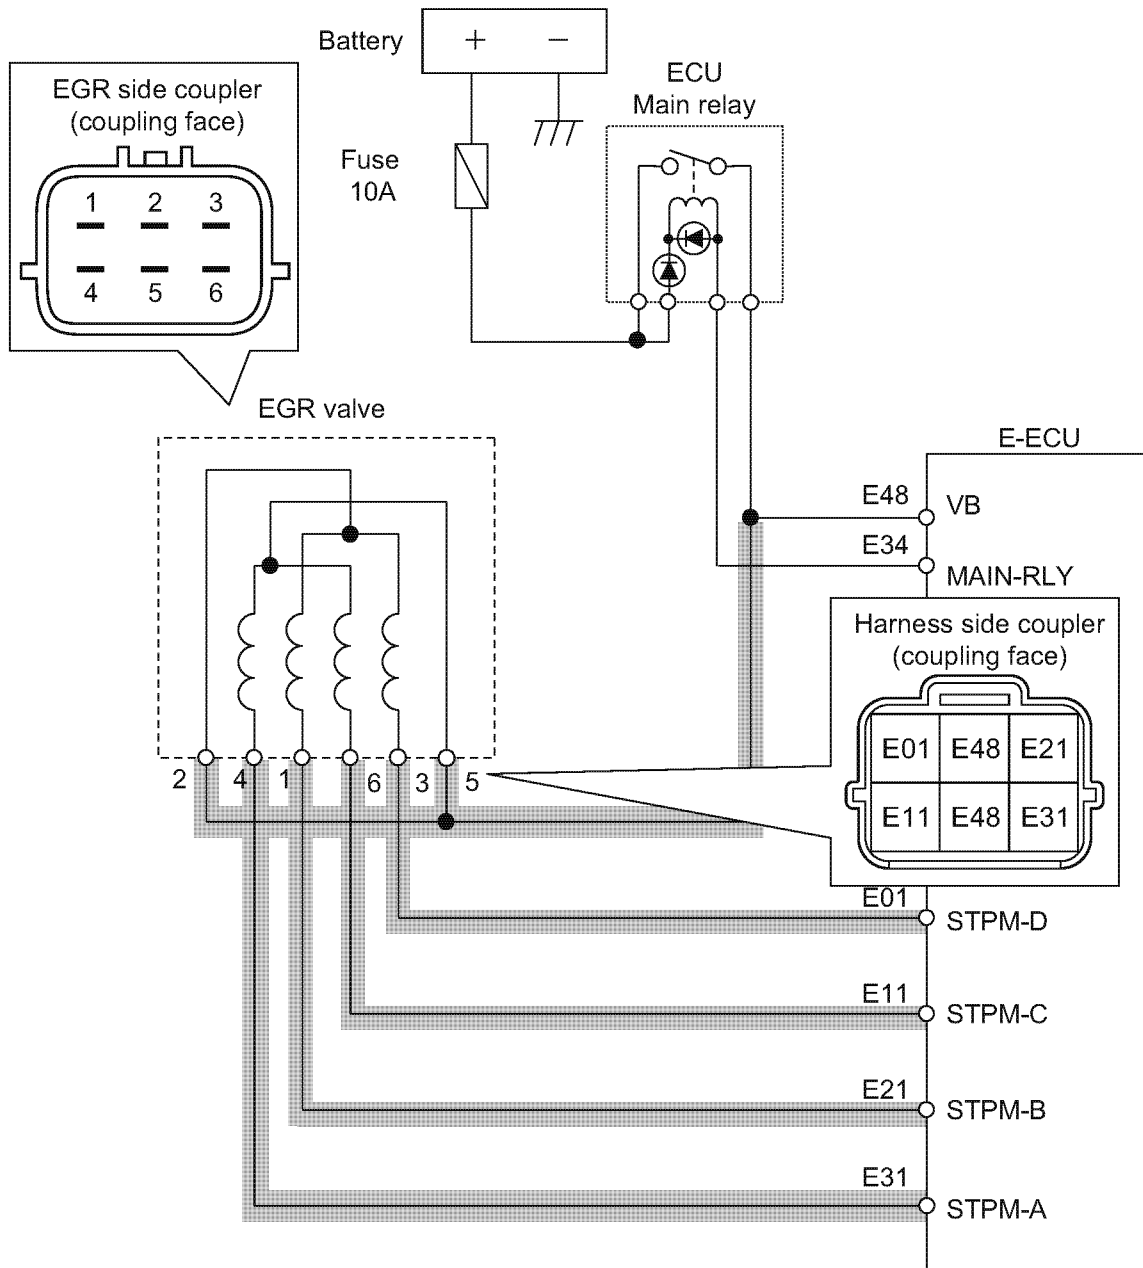 Battery
+ −
ECU
Main relay
EGR side coupler
(coupling face)
Fuse
10A
1 2 3
4 5 6
EGR valve
E-ECU
E48
VB
E34
MAIN-RLY
Harness side coupler
(coupling face)
E01 E48 E21
E11 E48 E31
2 4 1 6 3 5
E01
STPM-D
E11
STPM-C
E21
STPM-B
E31
STPM-A